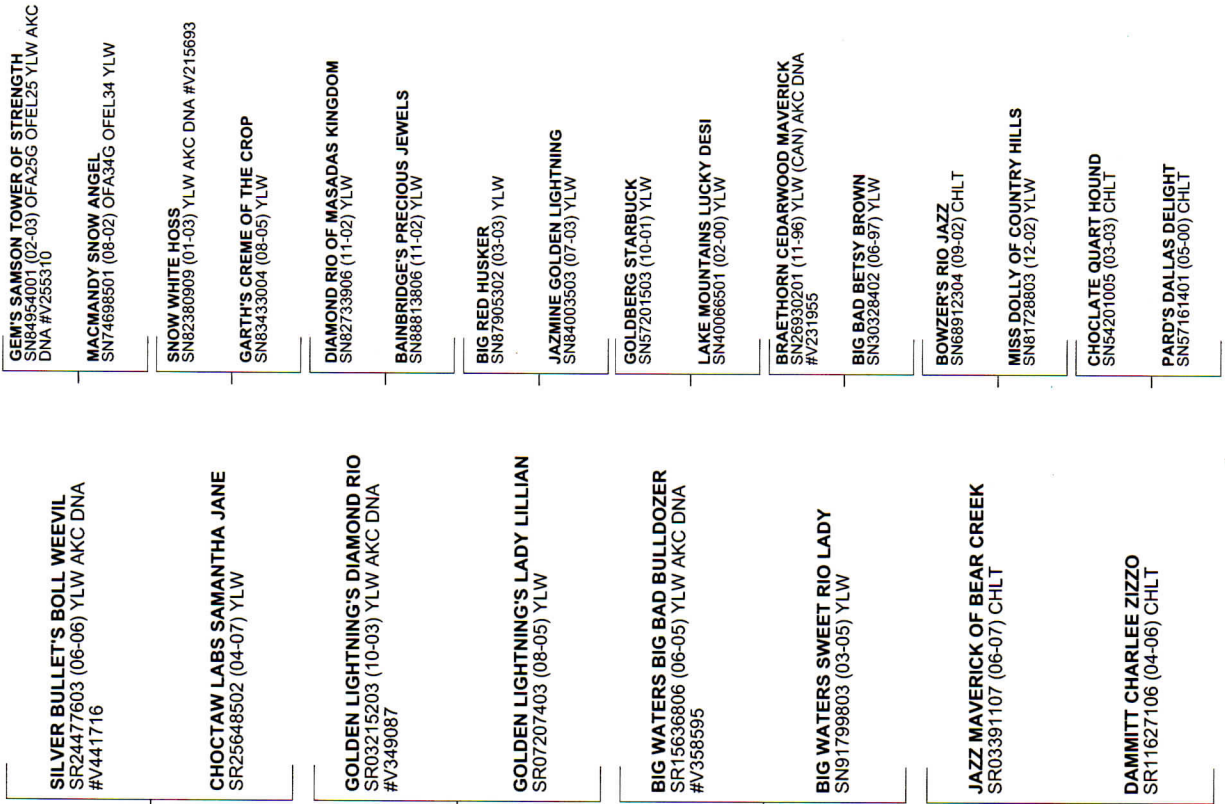 SILVER BULLET'S BOLL WEEVIL
SR24477603 (06-06) YLW AKC DNA
#V441716
CHOCTAW LABS SAMANTHA JANE
SR25648502 (04-07) YLW
GOLDEN LIGHTNING'S DIAMOND RIO
SR03215203 (10-03) YLW AKC DNA
#V349087
GOLDEN LIGHTNING'S LADY LILLIAN
SR07207403 (08-05) YLW
BIG WATERS BIG BAD BULLDOZER
SR15636806 (06-05) YLW AKC DNA
#V358595
BIG WATERS SWEET RIO LADY
SN91799803 (03-05) YLW
JAZZ MAVERICK OF BEAR CREEK
SR03391107 (06-07) CHLT
DAMMITT CHARLEE ZIZZO
SR11627106 (04-06) CHLT
GEM'S SAMSON TOWER OF STRENGTH
SN84954001 (02-03) OFA25G OFEL25 YLW AKC
DNA #V255310
MACMANDY SNOW ANGEL
SN74698501 (08-02) OFA34G OFEL34 YLW
SNOW WHITE HOSS
SN82380909 (01-03) YLW AKC DNA #V215693
GARTH'S CREME OF THE CROP
SN83433004 (08-05) YLW
DIAMOND RIO OF MASADAS KINGDOM
SN82733906 (11-02) YLW
BAINBRIDGE'S PRECIOUS JEWELS
SN88813806 (11-02) YLW
BIG RED HUSKER
SN87905302 (03-03) YLW
JAZMINE GOLDEN LIGHTNING
SN84003503 (07-03) YLW
GOLDBERG STARBUCK
SN57201503 (10-01) YLW
LAKE MOUNTAINS LUCKY DESI
SN40066501 (02-00) YLW
BRAETHORN CEDARWOOD MAVERICK
SN26930201 (11-96) YLW (CAN) AKC DNA
#V231955
BIG BAD BETSY BROWN
SN30328402 (06-97) YLW
BOWZER'S RIO JAZZ
SN68912304 (09-02) CHLT
MISS DOLLY OF COUNTRY HILLS
SN81728803 (12-02) YLW
CHOCLATE QUART HOUND
SN54201005 (03-03) CHLT
PARD'S DALLAS DELIGHT
SN57161401 (05-00) CHLT